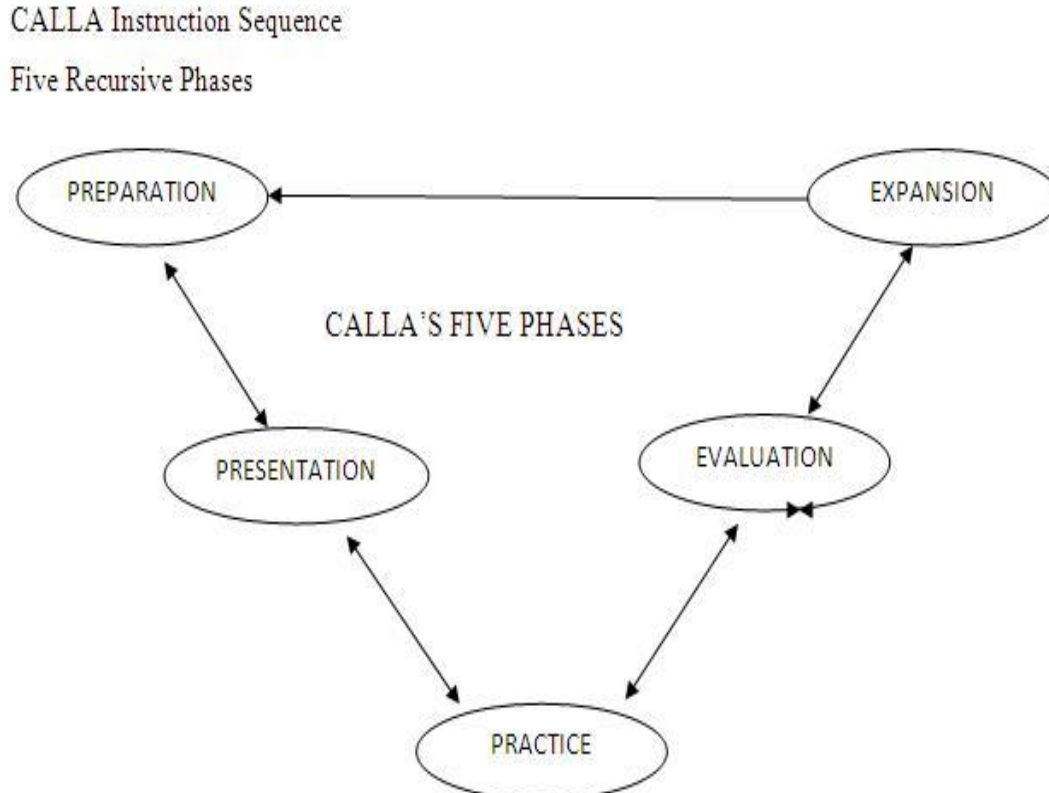 CALLA Instruction Sequence
Five Recursive Phases
PREPARATION
EXPANSION
CALLA'S FIVE PHASES
PRESENTATION
EVALUATION
PRACTICE